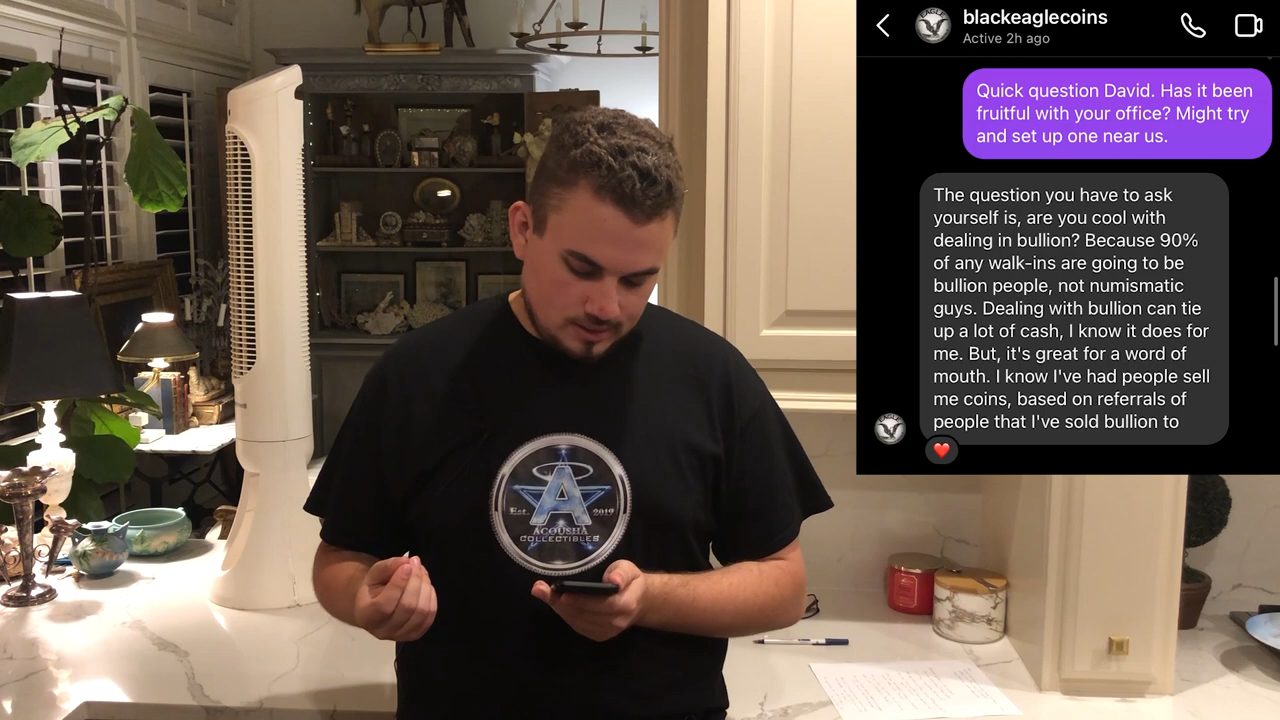 blackeaglecoins
Active 2h ago
Quick question David. Has it been
fruitful with your office? Might try
and set up one near us.
The question you have to ask
yourself is, are you cool with
dealing in bullion? Because 90%
of any walk-ins are going to be
bullion people, not numismatic
guys. Dealing with bullion can tie
up a lot of cash, I know it does for
me. But, it's great for a word of
mouth. I know I've had people sell
me coins, based on referrals of
people that I've sold bullion to
EAGLE
A
Est. 2019
ACOUSHA
COLLECTIBLES